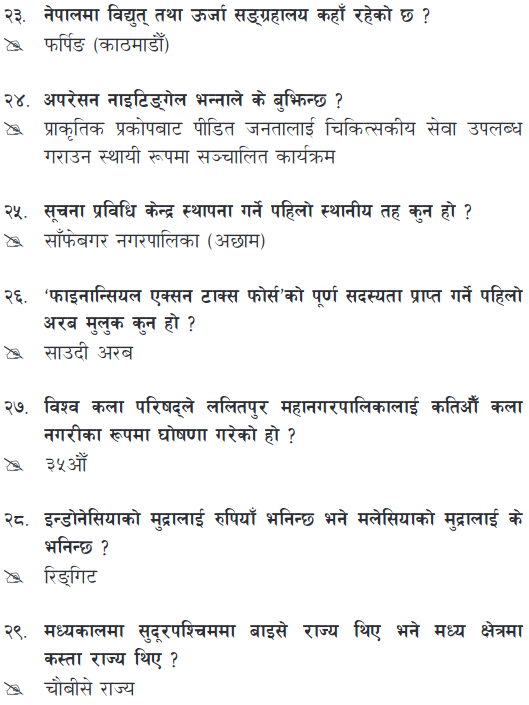 २३. नेपालमा विद्युत् तथा ऊर्जा सङ्ग्रहालय कहाँ रहेको छ ?
फर्पिङ (काठमाडौँ)
२४. अपरेसन नाइटिङ्गेल भन्नाले के बुझिन्छ ?
प्राकृतिक प्रकोपबाट पीडित जनतालाई चिकित्सकीय सेवा उपलब्ध
गराउन स्थायी रूपमा सञ्चालित कार्यक्रम
२५. सूचना प्रविधि केन्द्र स्थापना गर्ने पहिलो स्थानीय तह कुन हो ?
साँफेबगर नगरपालिका (अछाम)
२६. ‘फाइनान्सियल एक्सन टाक्स फोर्स’को पूर्ण सदस्यता प्राप्त गर्ने पहिलो
अरब मुलुक कुन हो ?
साउदी अरब
२७. विश्व कला परिषद्ले ललितपुर महानगरपालिकालाई कतिऔँ कला
नगरीका रूपमा घोषणा गरेको हो ?
३५औँ
२८. इन्डोनेसियाको मुद्रालाई रुपियाँ भनिन्छ भने मलेसियाको मुद्रालाई के
भनिन्छ ?
रिङ्गिट
२९. मध्यकालमा सुदूरपश्चिममा बाइसे राज्य थिए भने मध्य क्षेत्रमा
कस्ता राज्य थिए ?
चौबीसे राज्य